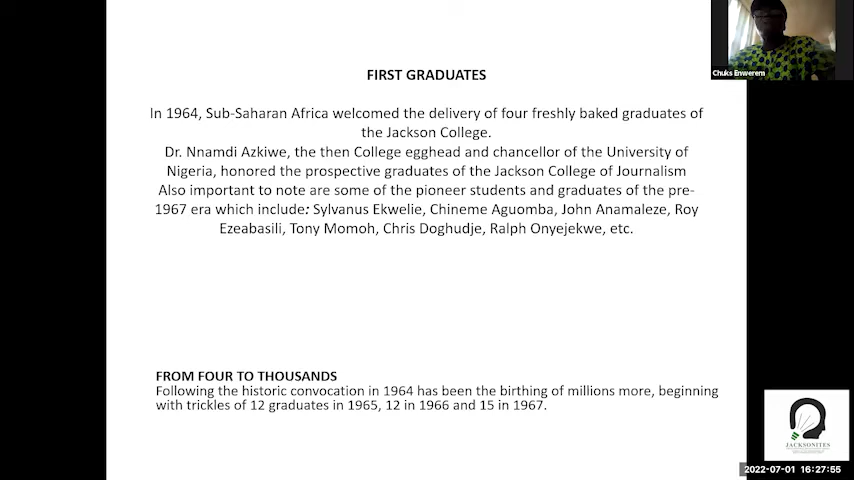 Chuks Enwerem
FIRST GRADUATES
In 1964, Sub-Saharan Africa welcomed the delivery of four freshly baked graduates of
the Jackson College.
Dr. Nnamdi Azkiwe, the then College egghead and chancellor of the University of
Nigeria, honored the prospective graduates of the Jackson College of Journalism
Also important to note are some of the pioneer students and graduates of the pre-
1967 era which include: Sylvanus Ekwelie, Chineme Aguomba, John Anamaleze, Roy
Ezeabasili, Tony Momoh, Chris Doghudje, Ralph Onyejekwe, etc.
FROM FOUR TO THOUSANDS
Following the historic convocation in 1964 has been the birthing of millions more, beginning
with trickles of 12 graduates in 1965, 12 in 1966 and 15 in 1967.
JACKSONITES
2022-07-01 16:27:55